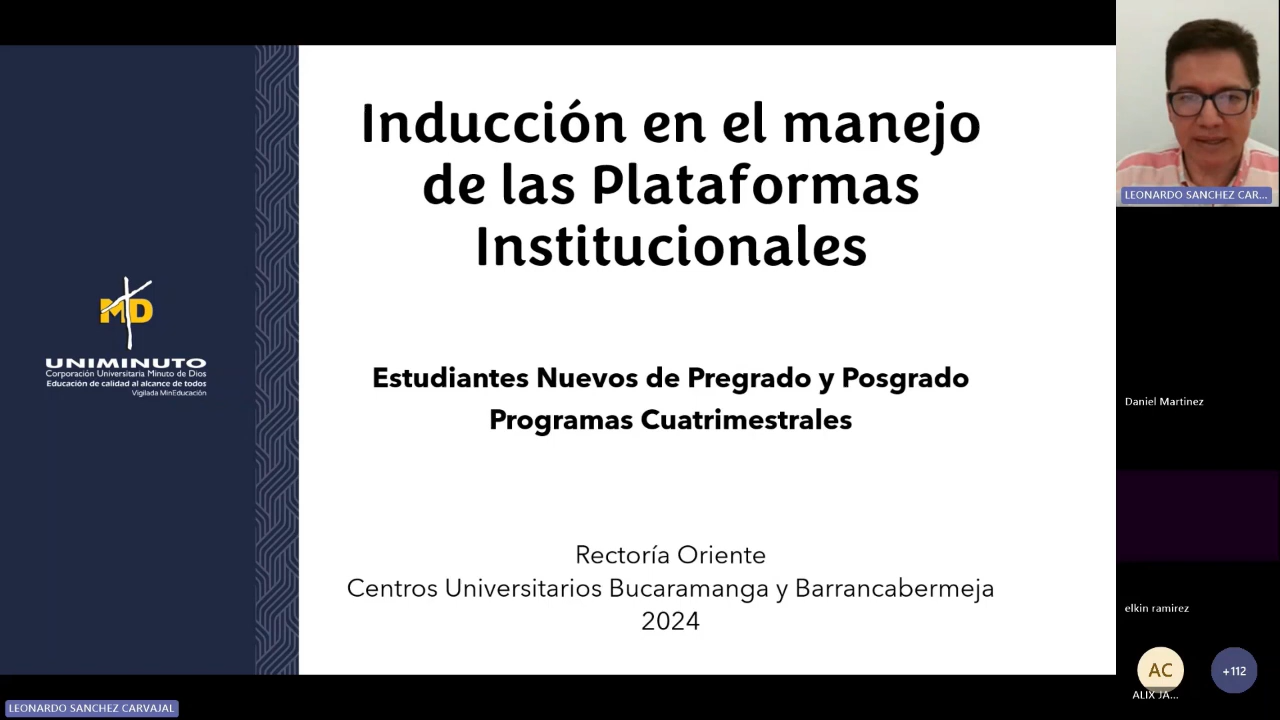 Inducción en el manejo
de las Plataformas
Institucionales
Estudiantes Nuevos de Pregrado y Posgrado
Programas Cuatrimestrales
Rectoría Oriente
Centros Universitarios Bucaramanga y Barrancabermeja
2024
MD
UNIMINUTO
Corporación Universitaria Minuto de Dios
Educación de calidad al alcance de todos
Vigilada MinEducación
LEONARDO SANCHEZ CAR...
Daniel Martinez
elkin ramirez
AC
+112
ALIX JA...
LEONARDO SANCHEZ CARVAJAL